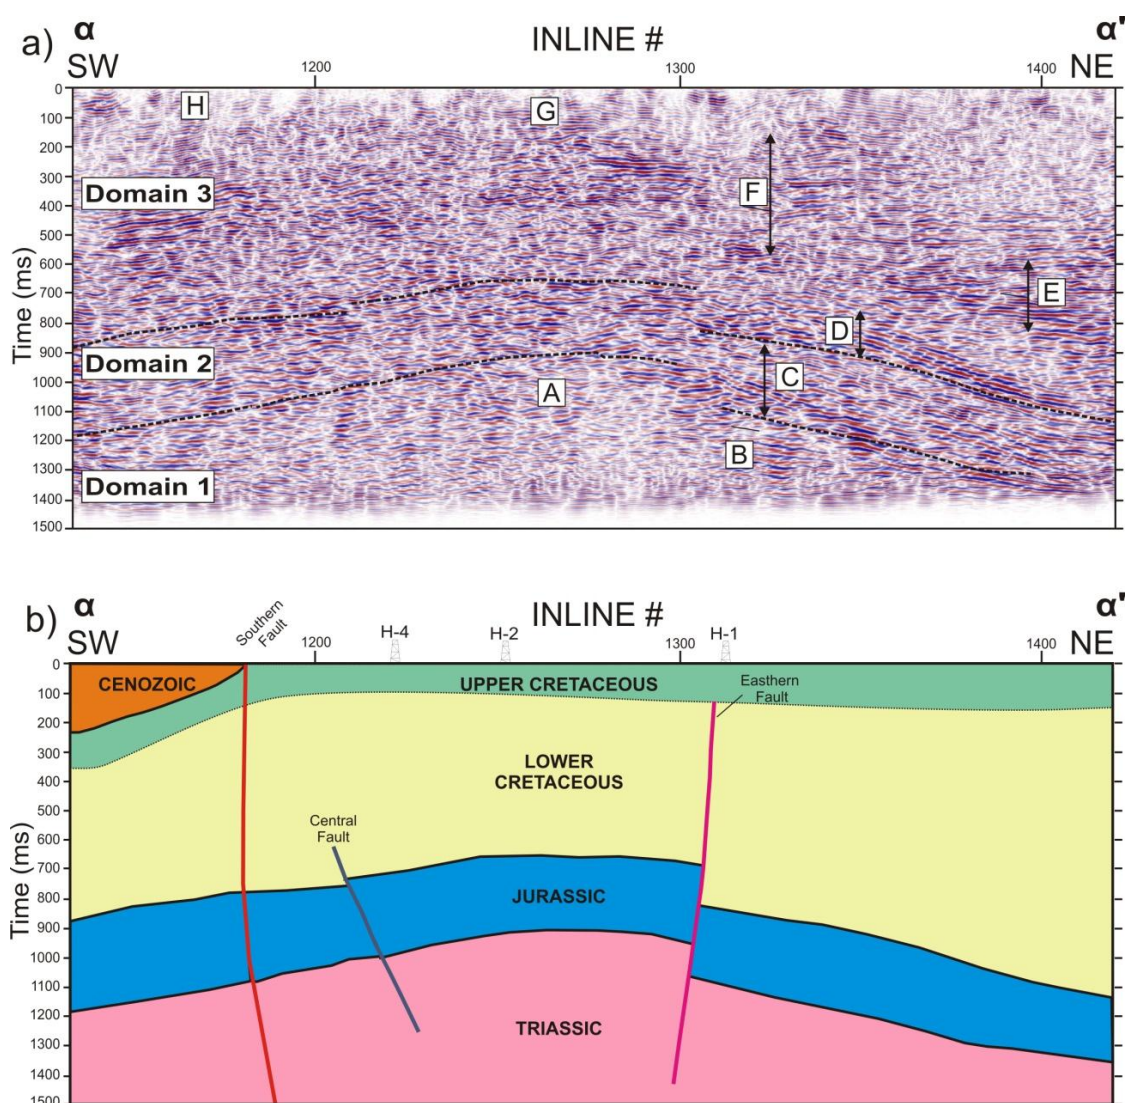 a)
α
INLINE #
α'
SW
1200
1300
1400
NE
0
100
200
300
400
500
600
700
800
900
1000
1100
1200
1300
1400
1500
Time (ms)
H
G
Domain 3
F
E
D
Domain 2
C
A
B
Domain 1
b)
α
INLINE #
α'
SW
Southern
Fault
1200
H-4
H-2
1300
H-1
1400
NE
0
100
200
300
400
500
600
700
800
900
1000
1100
1200
1300
1400
1500
Time (ms)
CENOZOIC
UPPER CRETACEOUS
Easthern
Fault
LOWER
CRETACEOUS
Central
Fault
JURASSIC
TRIASSIC